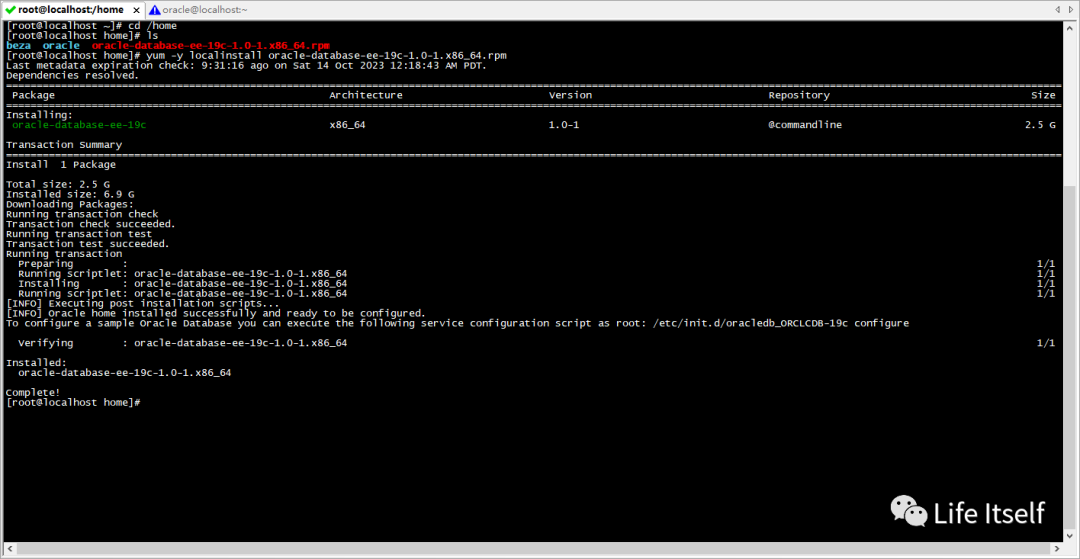 root@localhost:/home × oracle@localhost:~
[root@localhost ~]# cd /home
[root@localhost home]# ls
beza oracle oracle-database-ee-19c-1.0-1.x86_64.rpm
[root@localhost home]# yum -y localinstall oracle-database-ee-19c-1.0-1.x86_64.rpm
Last metadata expiration check: 9:31:16 ago on Sat 14 Oct 2023 12:18:43 AM PDT.
Dependencies resolved.
Package Architecture Version Repository Size
Installing:
oracle-database-ee-19c x86_64 1.0-1 @commandline 2.5 G
Transaction Summary
Install 1 Package
Total size: 2.5 G
Installed size: 6.9 G
Downloading Packages:
Running transaction check
Transaction check succeeded.
Running transaction test
Transaction test succeeded.
Running transaction
Preparing : 1/1
Running scriptlet: oracle-database-ee-19c-1.0-1.x86_64 1/1
Installing : oracle-database-ee-19c-1.0-1.x86_64 1/1
Running scriptlet: oracle-database-ee-19c-1.0-1.x86_64 1/1
[INFO] Executing post installation scripts...
[INFO] Oracle home installed successfully and ready to be configured.
To configure a sample Oracle Database you can execute the following service configuration script as root: /etc/init.d/oracledb_ORCLCDB-19c configure
Verifying : oracle-database-ee-19c-1.0-1.x86_64 1/1
Installed:
oracle-database-ee-19c-1.0-1.x86_64
Complete!
[root@localhost home]#
Life Itself